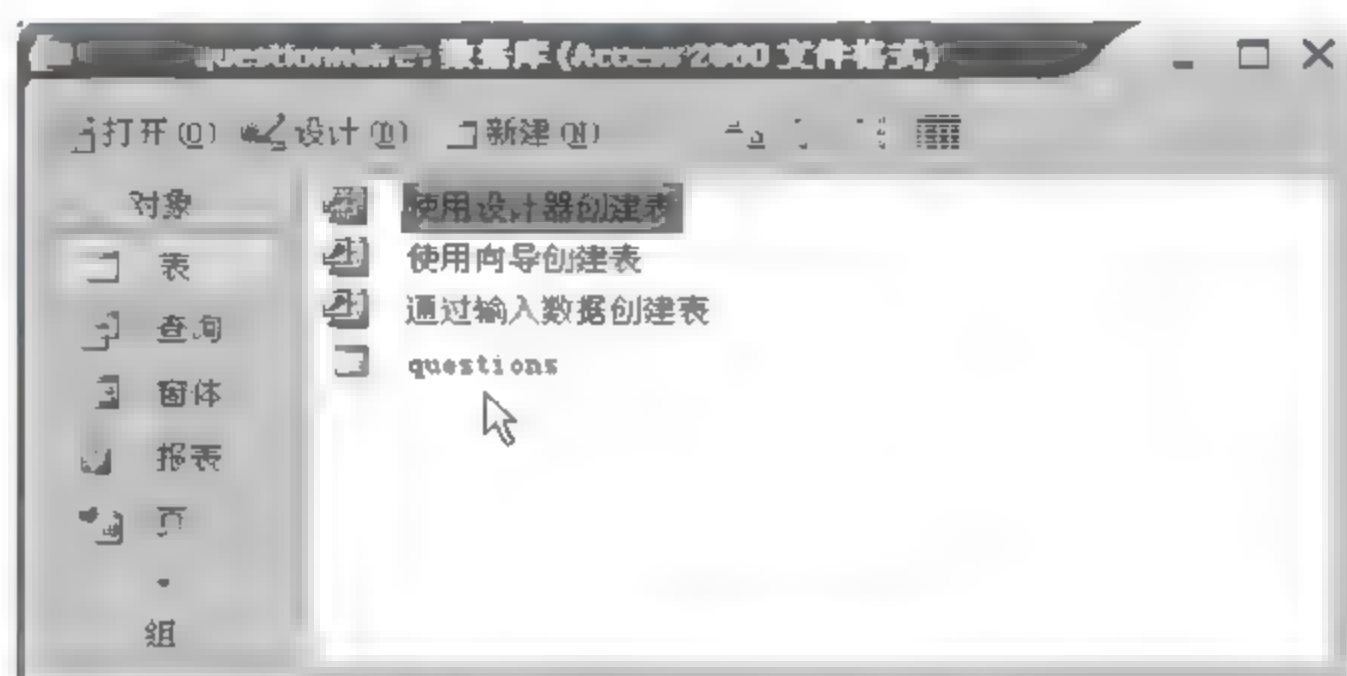 questionnaire: 数据库 (Access 2000 文件格式)
打开(O) 设计(D) 新建(N)
对象
表
查询
窗体
报表
页
组
使用设计器创建表
使用向导创建表
通过输入数据创建表
questions